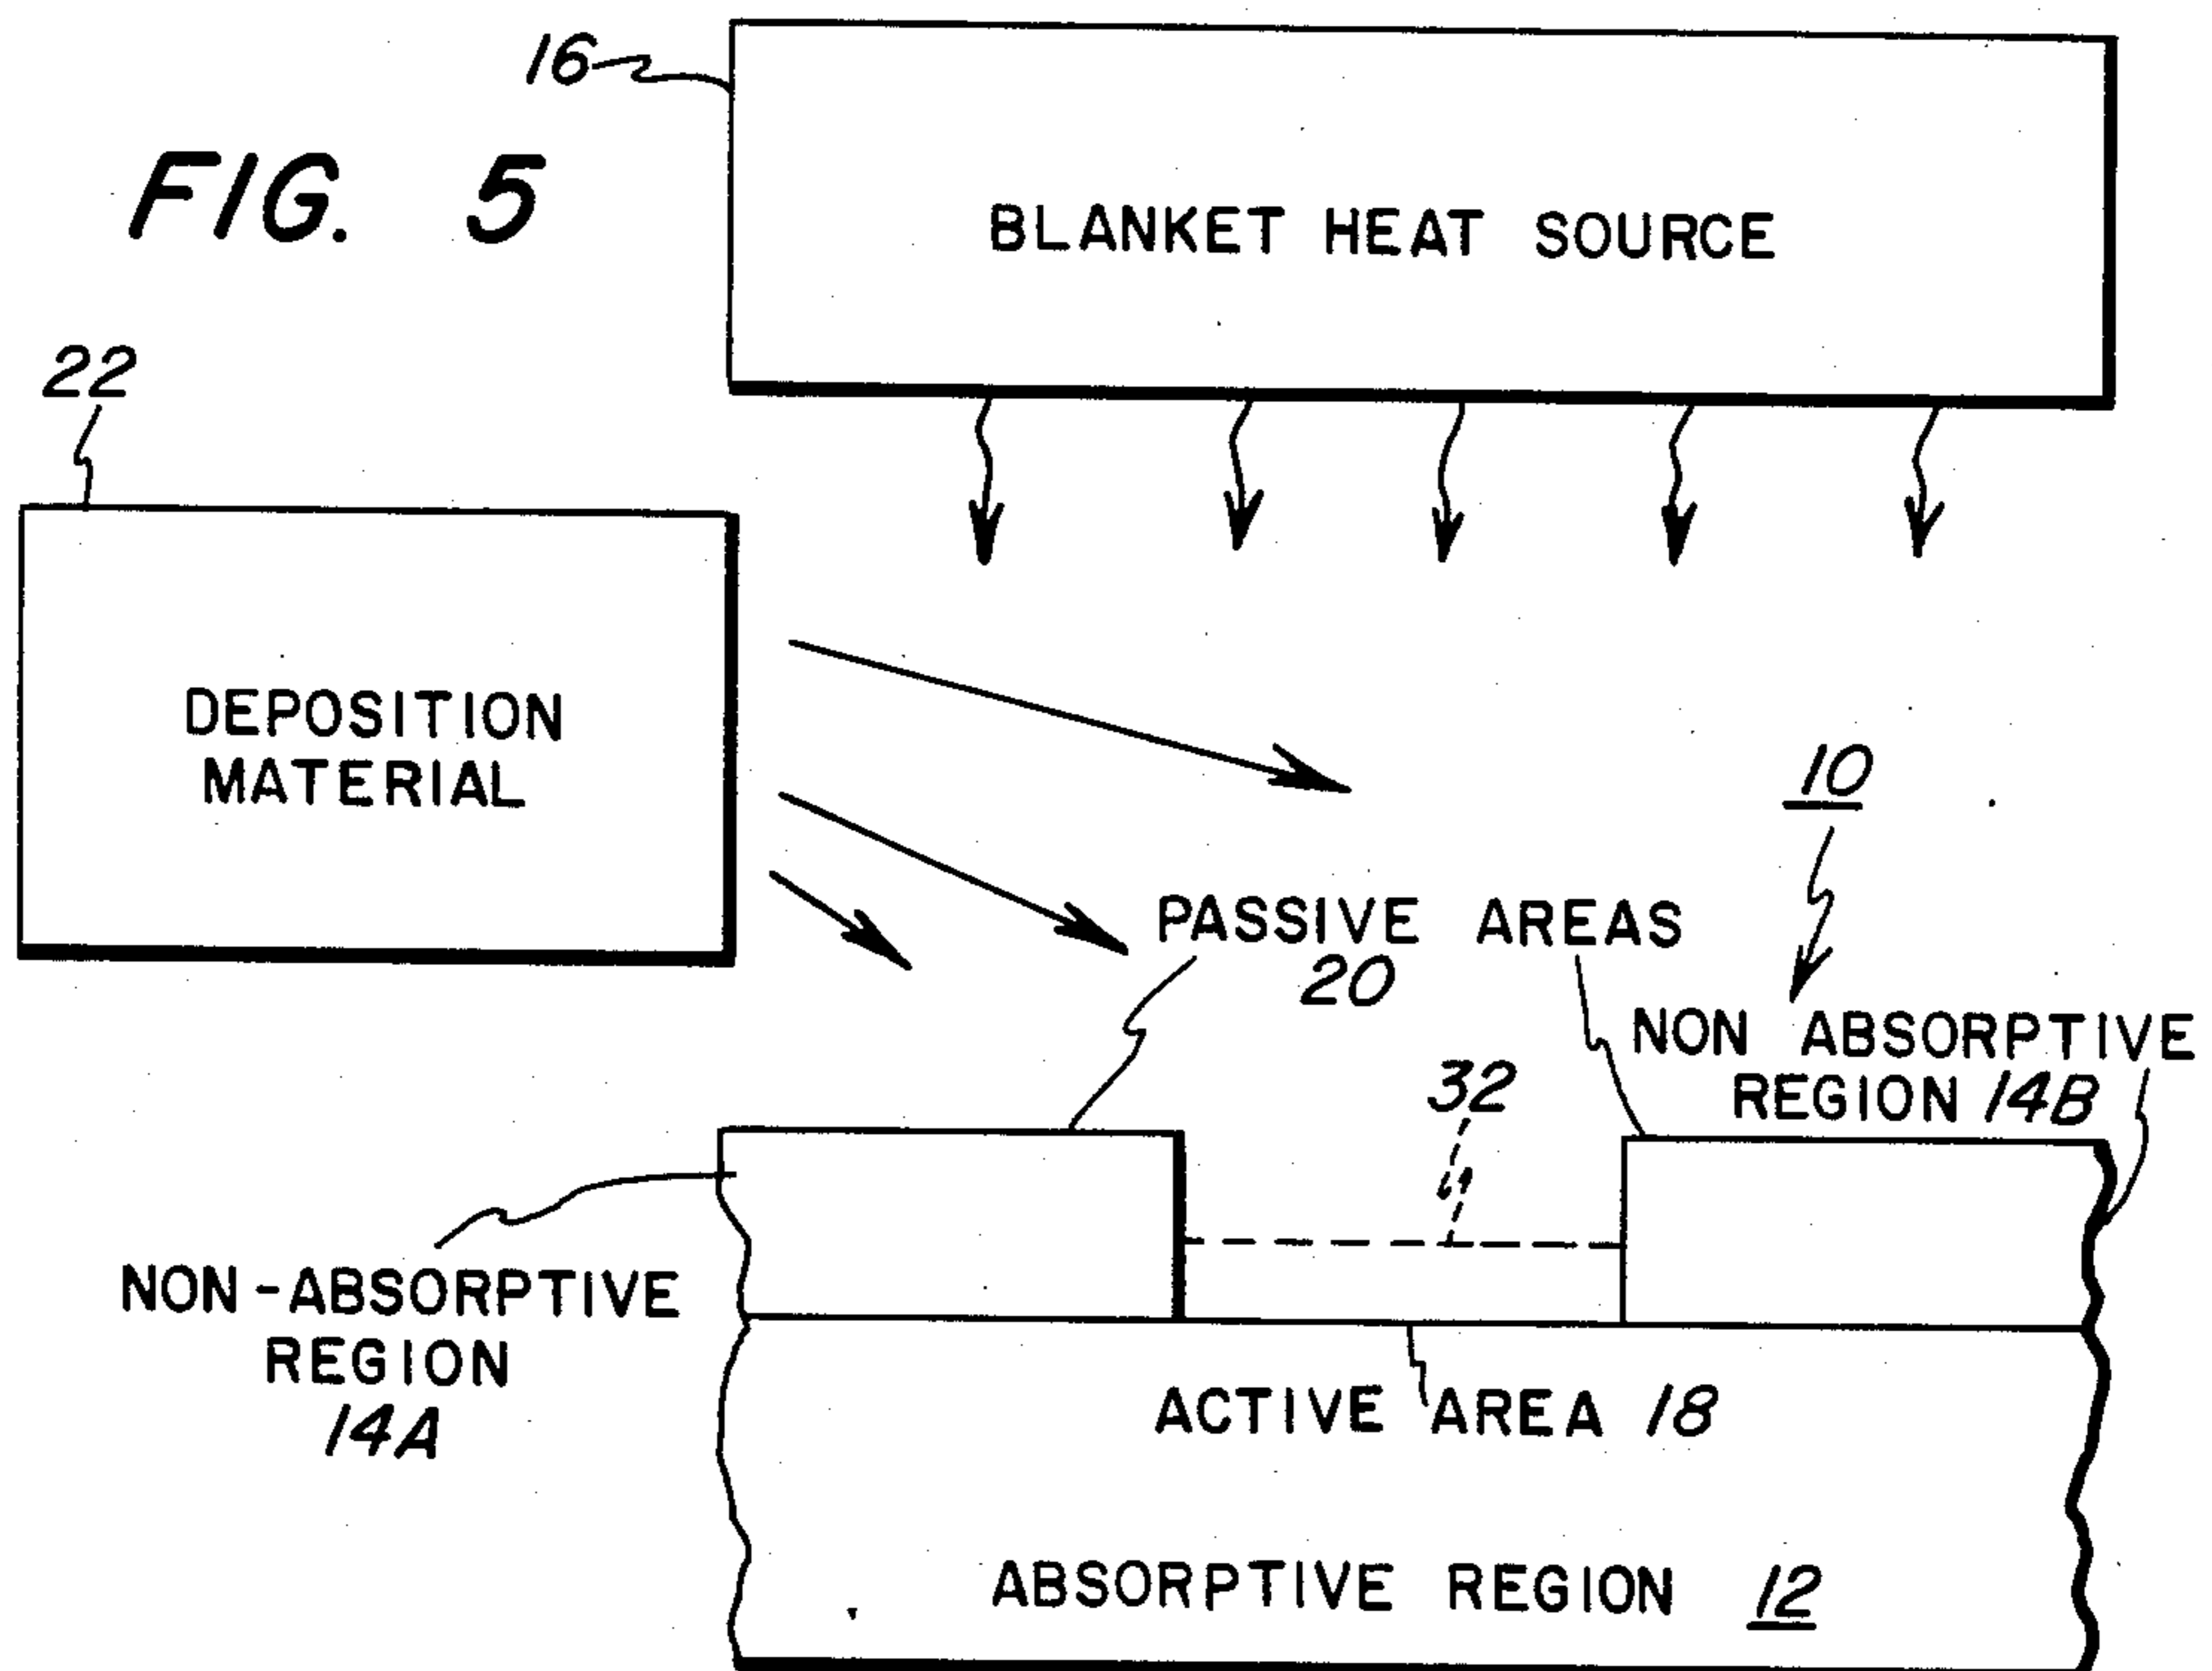 16
FIG. 5
BLANKET HEAT SOURCE
22
DEPOSITION
MATERIAL
10
PASSIVE AREAS
20
NON ABSORPTIVE
REGION 14B
32
NON-ABSORPTIVE
REGION
14A
ACTIVE AREA 18
ABSORPTIVE REGION 12